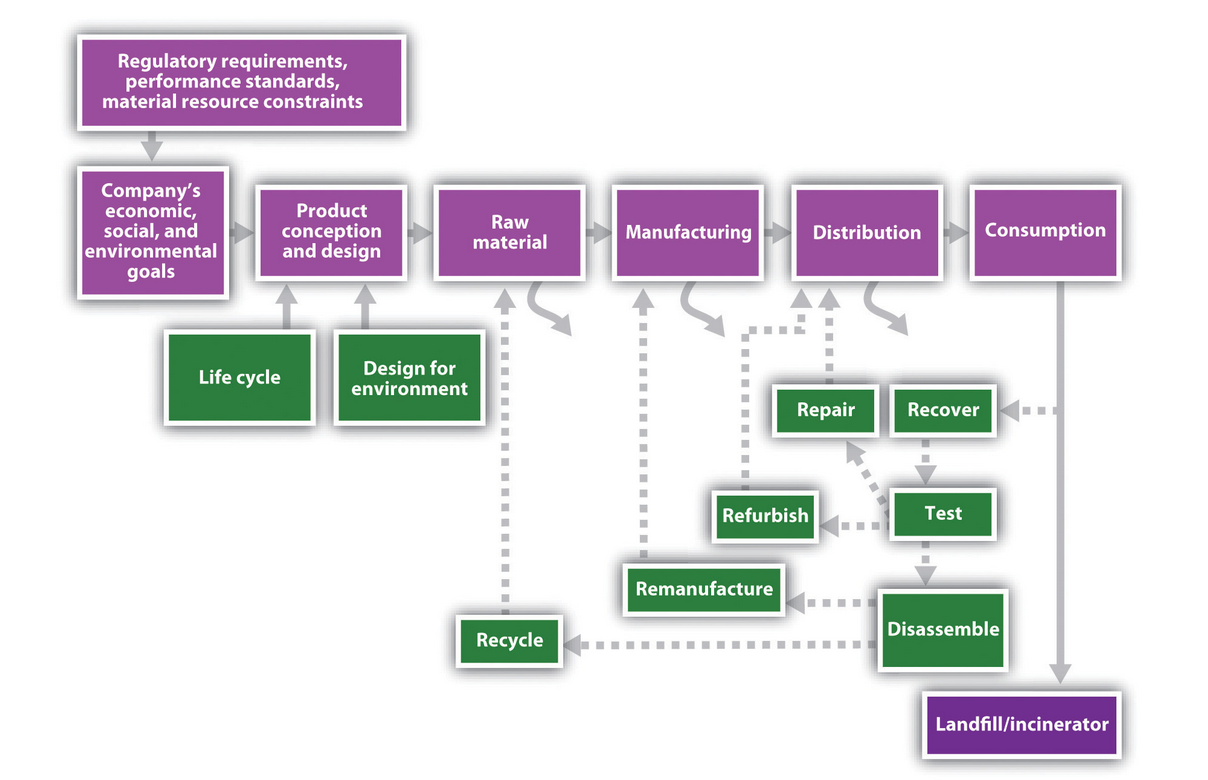 Regulatory requirements,
performance standards,
material resource constraints
Company’s
economic,
social, and
environmental
goals
Product
conception
and design
Raw
material
Manufacturing
Distribution
Consumption
Life cycle
Design for
environment
Repair
Recover
Refurbish
Test
Remanufacture
Disassemble
Recycle
Landfill/incinerator